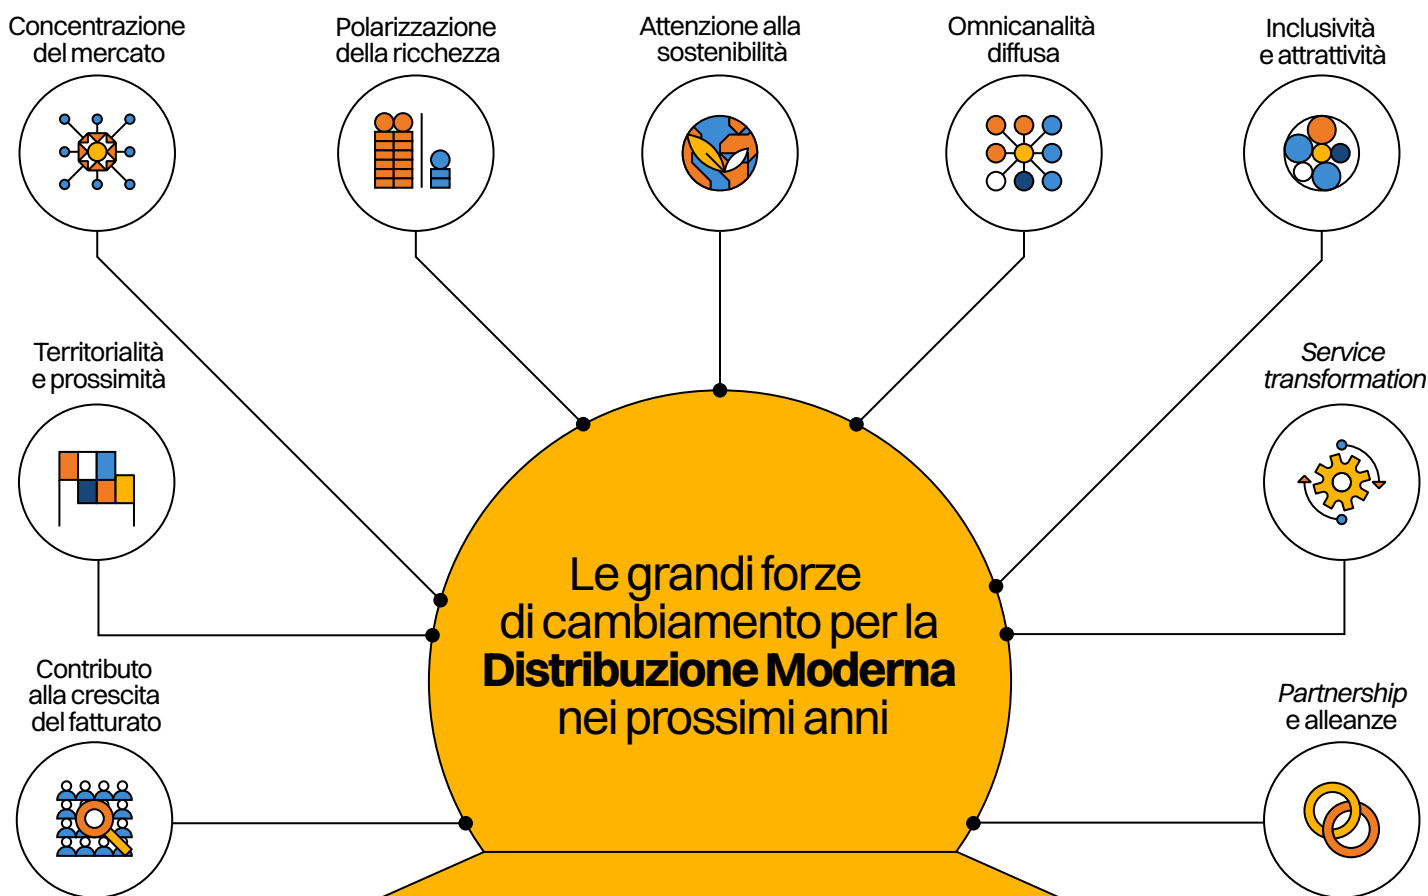 Concentrazione
del mercato
Polarizzazione
della ricchezza
Attenzione alla
sostenibilità
Omnicanalità
diffusa
Inclusività
e attrattività
Territorialità
e prossimità
Service
transformation
Le grandi forze
di cambiamento per la
Distribuzione Moderna
nei prossimi anni
Contributo
alla crescita
del fatturato
Partnership
e alleanze